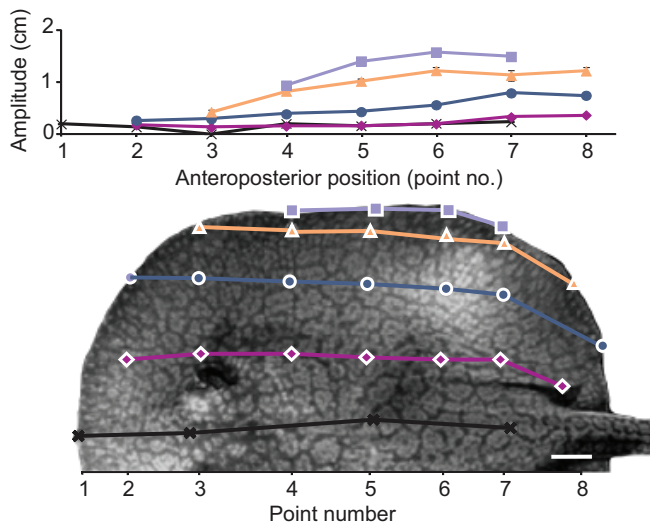 2
1
0
Amplitude (cm)
1 2 3 4 5 6 7 8
Anteroposterior position (point no.)
1 2 3 4 5 6 7 8
Point number